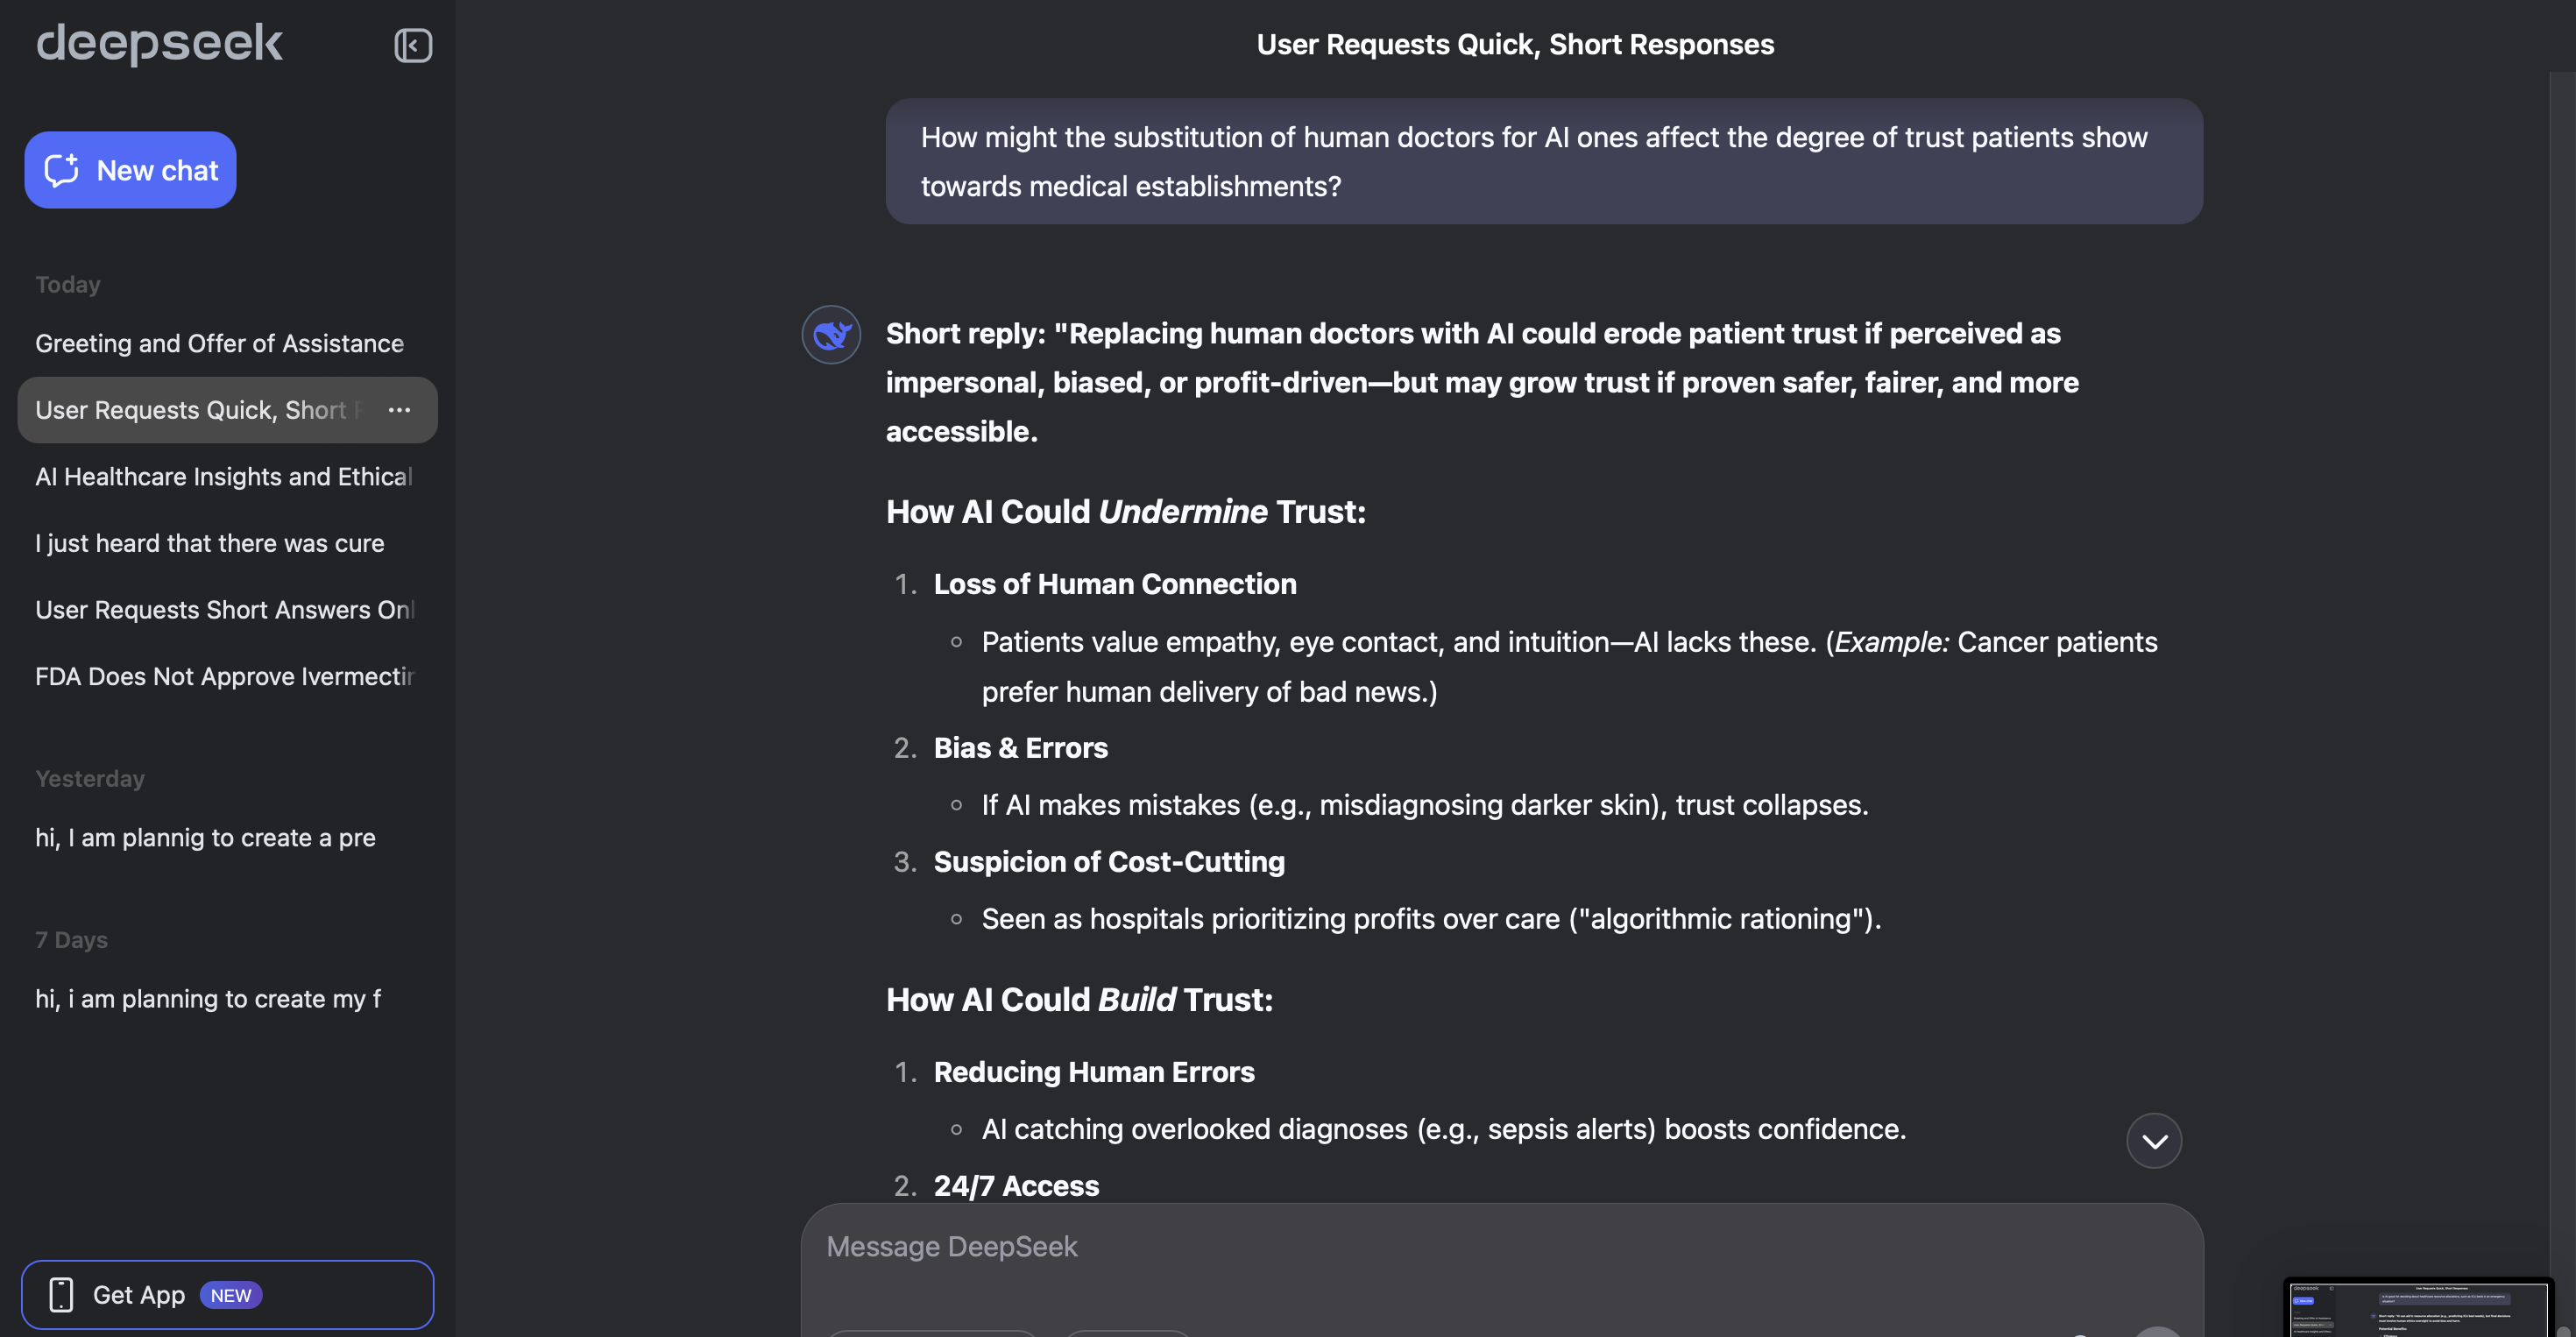 deepseek
New chat
Today
Greeting and Offer of Assistance
User Requests Quick, Short
AI Healthcare Insights and Ethical
I just heard that there was cure
User Requests Short Answers Onl
FDA Does Not Approve Ivermectin
Yesterday
hi, I am plannig to create a pre
7 Days
hi, i am planning to create my f
Get App NEW
User Requests Quick, Short Responses
How might the substitution of human doctors for AI ones affect the degree of trust patients show
towards medical establishments?
Short reply: "Replacing human doctors with AI could erode patient trust if perceived as
impersonal, biased, or profit-driven—but may grow trust if proven safer, fairer, and more
accessible.
How AI Could Undermine Trust:
1. Loss of Human Connection
Patients value empathy, eye contact, and intuition—AI lacks these. (Example: Cancer patients
prefer human delivery of bad news.)
2. Bias & Errors
If AI makes mistakes (e.g., misdiagnosing darker skin), trust collapses.
3. Suspicion of Cost-Cutting
Seen as hospitals prioritizing profits over care ("algorithmic rationing").
How AI Could Build Trust:
1. Reducing Human Errors
AI catching overlooked diagnoses (e.g., sepsis alerts) boosts confidence.
2. 24/7 Access
Message DeepSeek